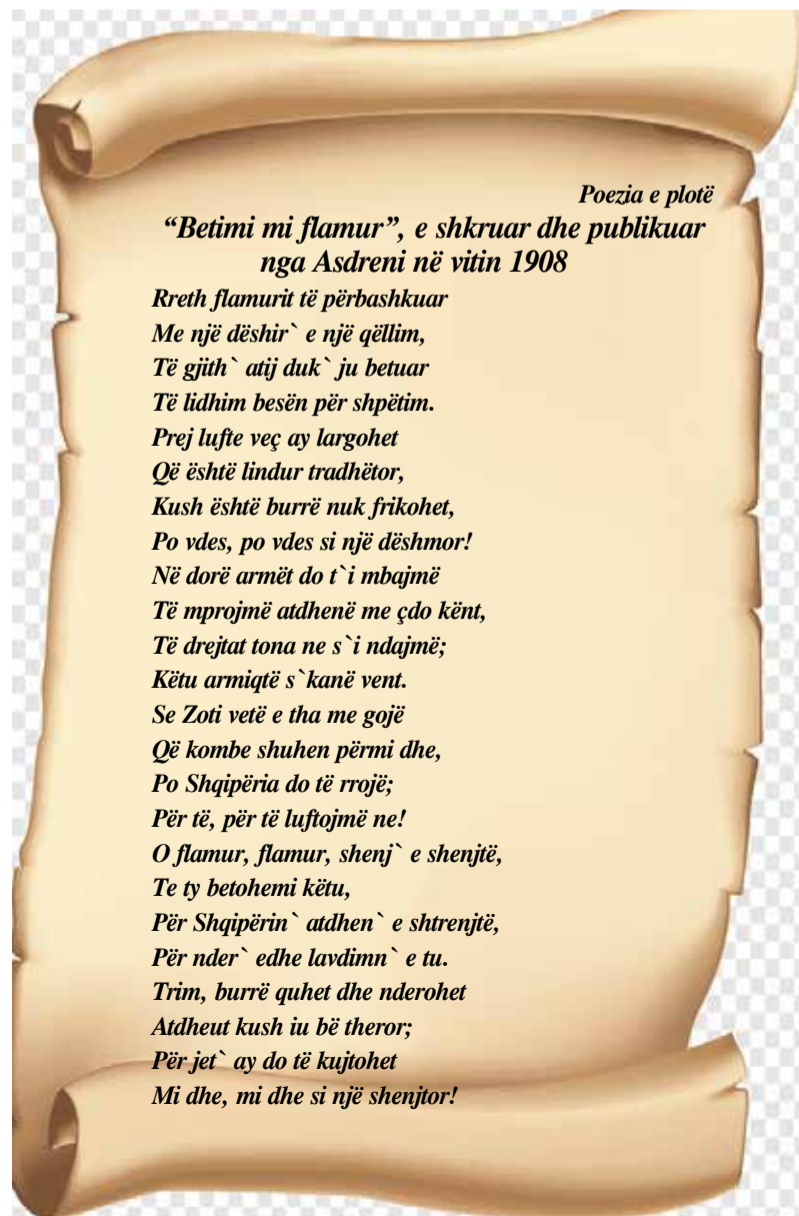 Poezia e plotë
“Betimi mi flamur”, e shkruar dhe publikuar
nga Asdreni në vitin 1908
Rreth flamurit të përbashkuar
Me një dëshir` e një qëllim,
Të gjith` atij duk` ju betuar
Të lidhim besën për shpëtim.
Prej lufte veç ay largohet
Që është lindur tradhëtor,
Kush është burrë nuk frikohet,
Po vdes, po vdes si një dëshmor!
Në dorë armët do t`i mbajmë
Të mprojmë atdhenë me çdo kënt,
Të drejtat tona ne s`i ndajmë;
Këtu armiqtë s`kanë vent.
Se Zoti vetë e tha me gojë
Që kombe shuhen përmi dhe,
Po Shqipëria do të rrojë;
Për të, për të luftojmë ne!
O flamur, flamur, shenj` e shenjtë,
Te ty betohemi këtu,
Për Shqipërin` atdhen` e shtrenjtë,
Për nder` edhe lavdimn` e tu.
Trim, burrë quhet dhe nderohet
Atdheut kush iu bë theror;
Për jet` ay do të kujtohet
Mi dhe, mi dhe si një shenjtor!